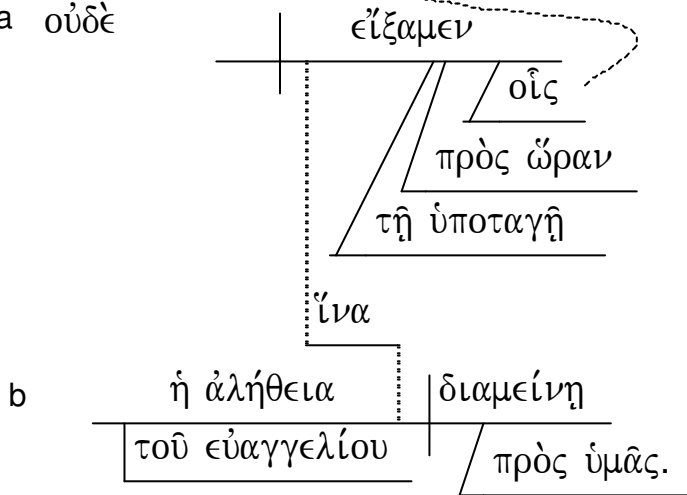 a οὐδὲ εἴξαμεν
οἷς
πρὸς ὥραν
τῇ ὑποταγῇ
ἵνα
b ἡ ἀλήθεια διαμείνῃ
τοῦ εὐαγγελίου πρὸς ὑμᾶς.